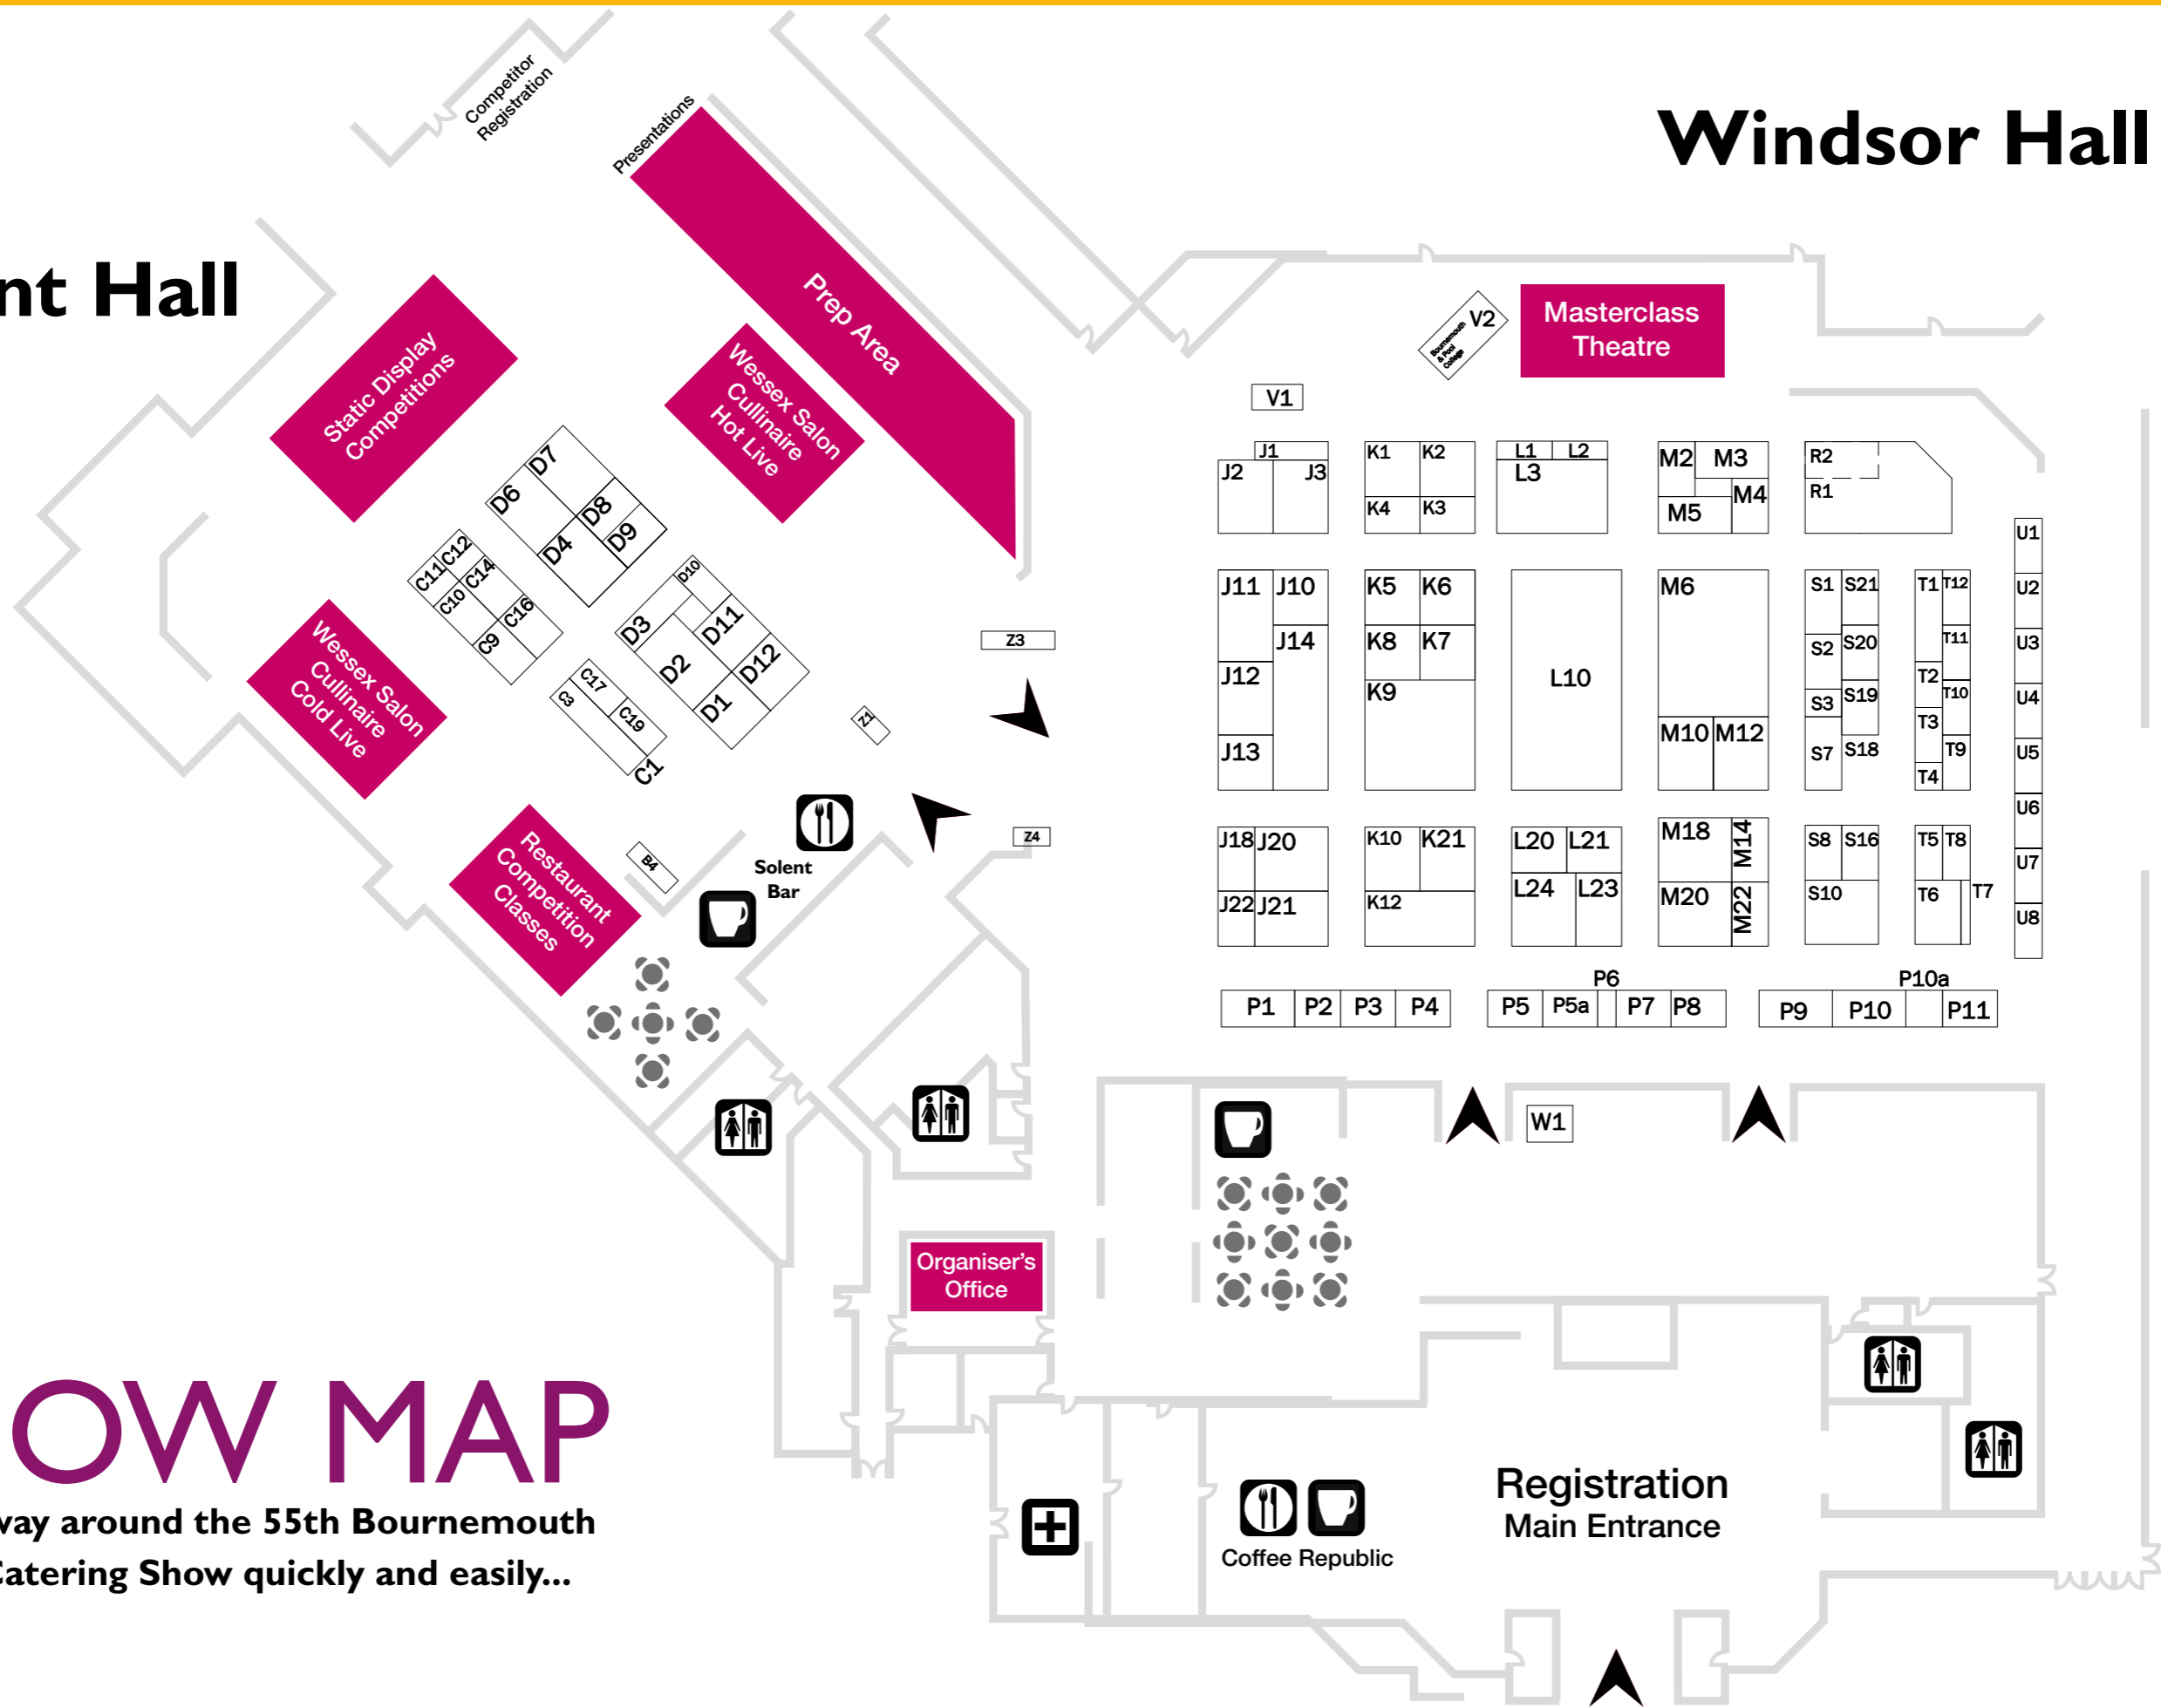 Competitor
Registration
Presentations
Windsor Hall
nt Hall
Prep Area
Static Display
Competitions
Wessex Salon
Cullinaire
Hot Live
Masterclass
Theatre
V2
Bournemouth
& Pool
College
V1
D7
D6
D8
D9
D4
C12
C11
C14
C10
C16
C9
D10
D3
D11
D2
D12
D1
C17
C3
C19
C1
Z1
Z3
Z4
Wessex Salon
Cullinaire
Cold Live
Restaurant
Competition
Classes
B4
Solent
Bar
J1
J2
J3
K1
K2
K4
K3
L1
L2
L3
M2
M3
M4
M5
R2
R1
J11
J10
J14
J12
J13
K5
K6
K8
K7
K9
L10
M6
M10
M12
S1
S21
S2
S20
S3
S19
S7
S18
T1
T12
T11
T2
T10
T3
T9
T4
U1
U2
U3
U4
U5
U6
U7
U8
J18
J20
J22
J21
K10
K21
K12
L20
L21
L24
L23
M18
M14
M20
M22
S8
S16
S10
T5
T8
T6
T7
P1
P2
P3
P4
P5
P5a
P6
P7
P8
P9
P10
P10a
P11
W1
Organiser's
Office
OW MAP
way around the 55th Bournemouth
Catering Show quickly and easily...
Coffee Republic
Registration
Main Entrance